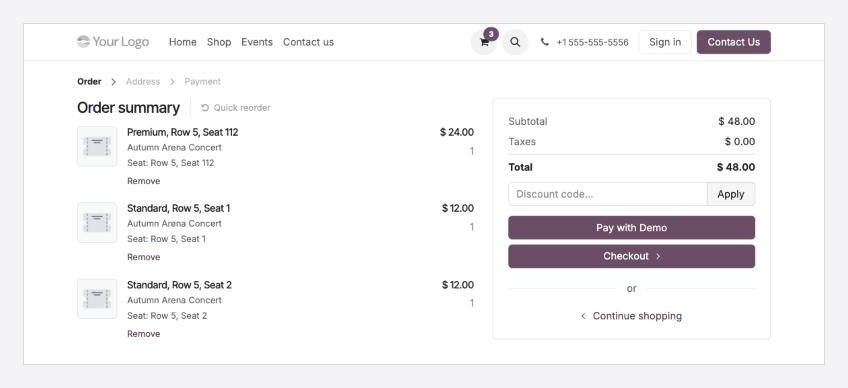 Your Logo Home Shop Events Contact us 3 +1 555-555-5556 Sign in Contact Us
Order > Address > Payment
Order summary Quick reorder
Premium, Row 5, Seat 112 $ 24.00
Autumn Arena Concert 1
Seat: Row 5, Seat 112
Remove
Standard, Row 5, Seat 1 $ 12.00
Autumn Arena Concert 1
Seat: Row 5, Seat 1
Remove
Standard, Row 5, Seat 2 $ 12.00
Autumn Arena Concert 1
Seat: Row 5, Seat 2
Remove
Subtotal $ 48.00
Taxes $ 0.00
Total $ 48.00
Discount code... Apply
Pay with Demo
Checkout >
or
< Continue shopping